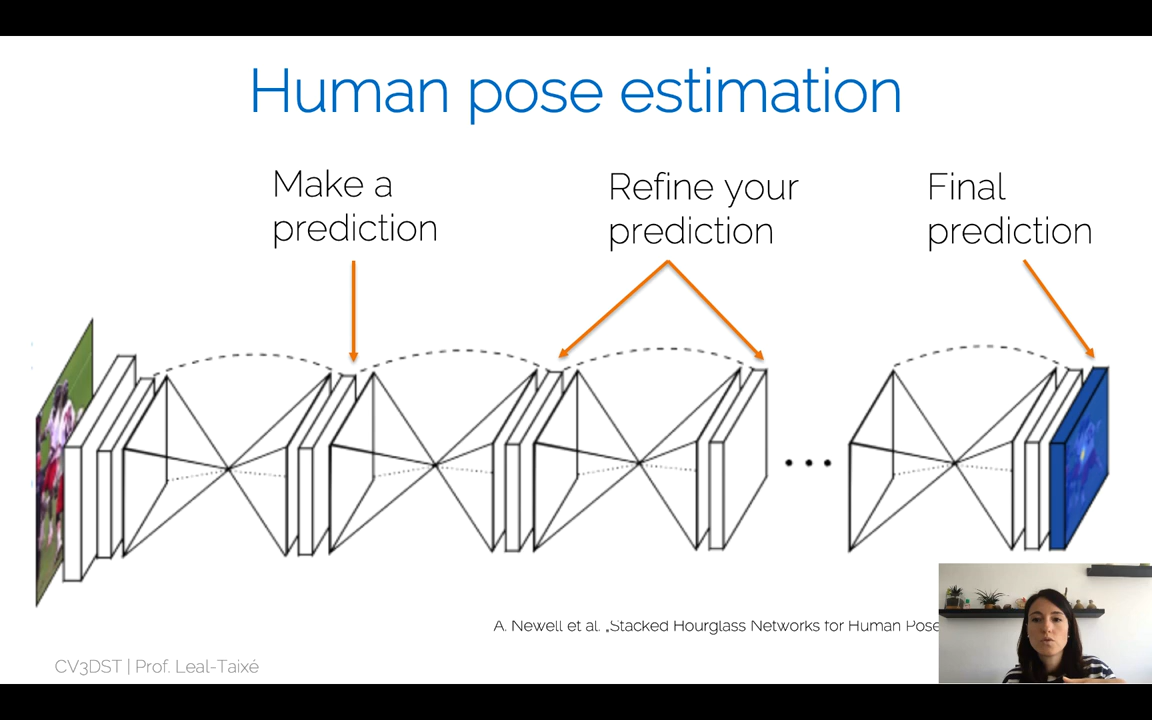 Human pose estimation
Make a
prediction
Refine your
prediction
Final
prediction
A. Newell et al. „Stacked Hourglass Networks for Human Pose
CV3DST | Prof. Leal-Taixé